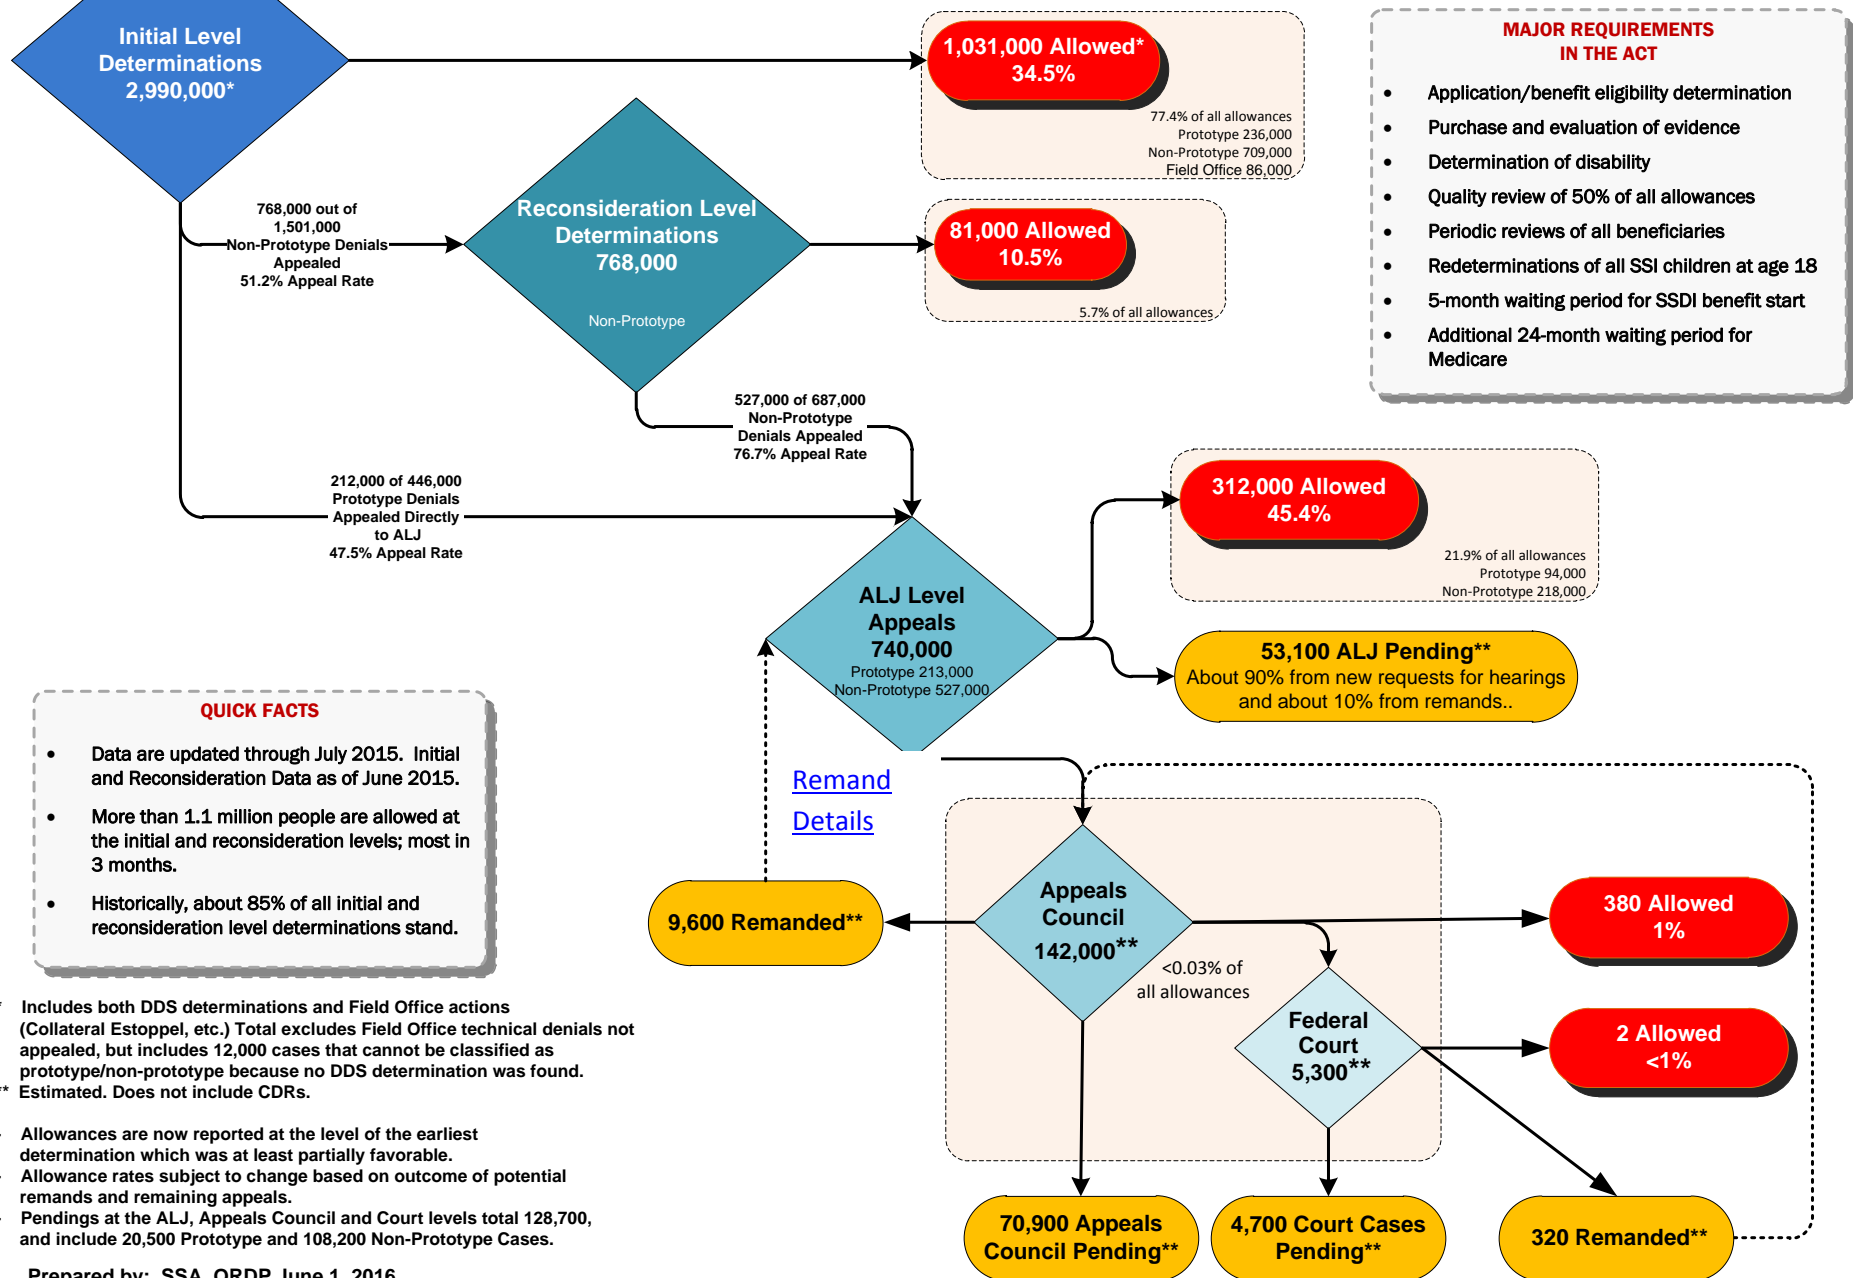 Initial Level
Determinations
2,990,000*
1,031,000 Allowed*
34.5%
77.4% of all allowances
Prototype 236,000
Non-Prototype 709,000
Field Office 86,000
MAJOR REQUIREMENTS
IN THE ACT
• Application/benefit eligibility determination
• Purchase and evaluation of evidence
• Determination of disability
• Quality review of 50% of all allowances
• Periodic reviews of all beneficiaries
• Redeterminations of all SSI children at age 18
• 5-month waiting period for SSDI benefit start
• Additional 24-month waiting period for
Medicare
768,000 out of
1,501,000
Non-Prototype Denials
Appealed
51.2% Appeal Rate
Reconsideration Level
Determinations
768,000
Non-Prototype
81,000 Allowed
10.5%
5.7% of all allowances
527,000 of 687,000
Non-Prototype
Denials Appealed
76.7% Appeal Rate
212,000 of 446,000
Prototype Denials
Appealed Directly
to ALJ
47.5% Appeal Rate
312,000 Allowed
45.4%
21.9% of all allowances
Prototype 94,000
Non-Prototype 218,000
ALJ Level
Appeals
740,000
Prototype 213,000
Non-Prototype 527,000
53,100 ALJ Pending**
About 90% from new requests for hearings
and about 10% from remands..
QUICK FACTS
• Data are updated through July 2015. Initial
and Reconsideration Data as of June 2015.
• More than 1.1 million people are allowed at
the initial and reconsideration levels; most in
3 months.
• Historically, about 85% of all initial and
reconsideration level determinations stand.
Remand
Details
9,600 Remanded**
Appeals
Council
142,000**
<0.03% of
all allowances
380 Allowed
1%
Federal
Court
5,300**
2 Allowed
<1%
70,900 Appeals
Council Pending**
4,700 Court Cases
Pending**
320 Remanded**
* Includes both DDS determinations and Field Office actions
(Collateral Estoppel, etc.) Total excludes Field Office technical denials not
appealed, but includes 12,000 cases that cannot be classified as
prototype/non-prototype because no DDS determination was found.
** Estimated. Does not include CDRs.
- Allowances are now reported at the level of the earliest
determination which was at least partially favorable.
- Allowance rates subject to change based on outcome of potential
remands and remaining appeals.
- Pendings at the ALJ, Appeals Council and Court levels total 128,700,
and include 20,500 Prototype and 108,200 Non-Prototype Cases.
Prepared by: SSA, ORDP, June 1, 2016